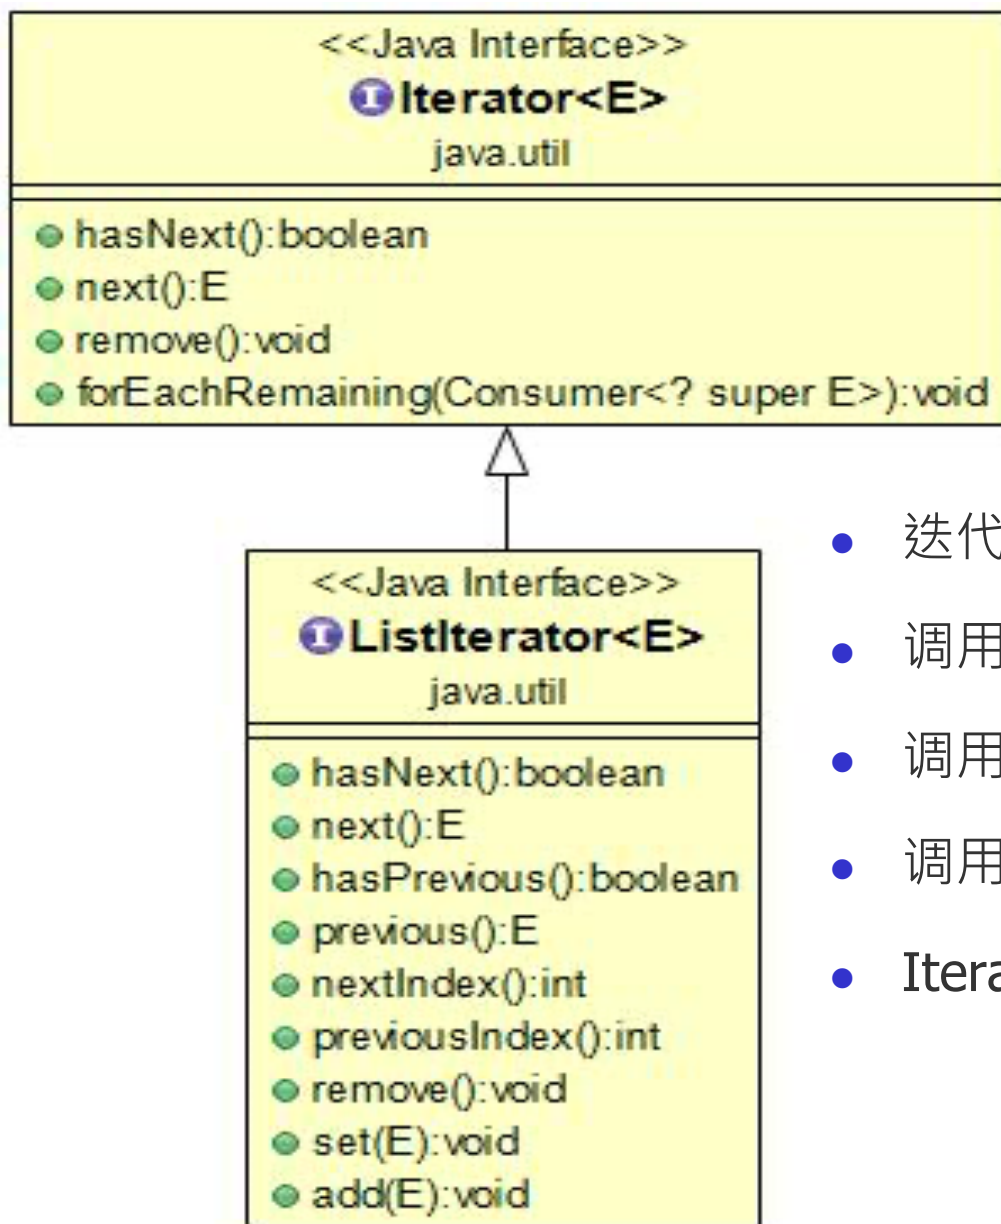 <<Java Interface>>
Iterator<E>
java.util
hasNext():boolean
next():E
remove():void
forEachRemaining(Consumer<? super E>):void
<<Java Interface>>
ListIterator<E>
java.util
hasNext():boolean
next():E
hasPrevious():boolean
previous():E
nextIndex():int
previousIndex():int
remove():void
set(E):void
add(E):void
迭代
调用
调用
调用
Itera